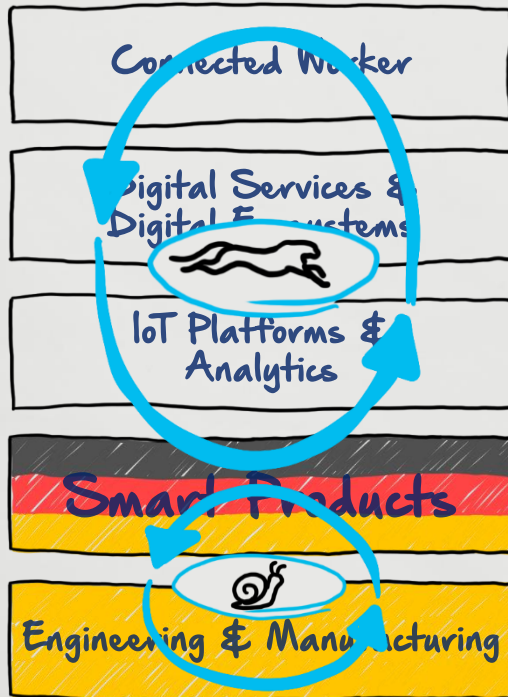 Connected Worker
Digital Services &
Digital Ecosystems
IoT Platforms &
Analytics
Smart Products
Engineering & Manufacturing